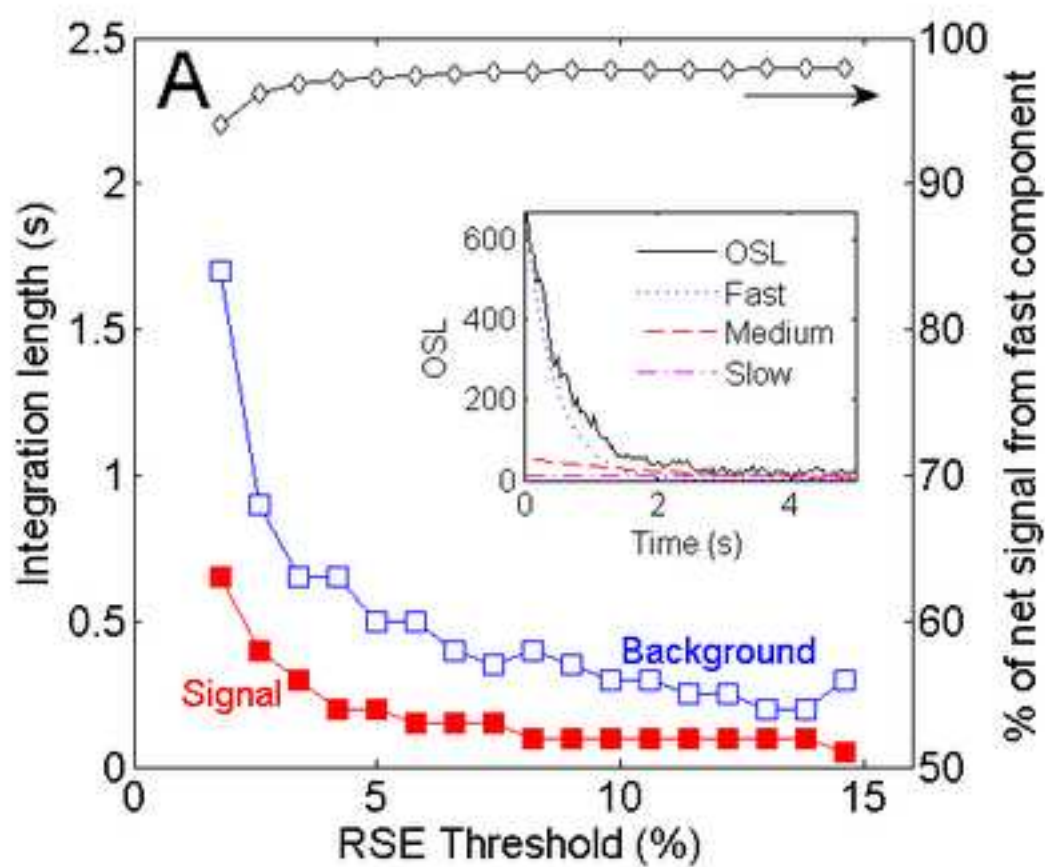 A
2.5
2
1.5
1
0.5
0
Integration length (s)
100
90
80
70
60
50
% of net signal from fast component
600
400
200
0
OSL
OSL
Fast
Medium
Slow
0 2 4
Time (s)
Background
Signal
0 5 10 15
RSE Threshold (%)